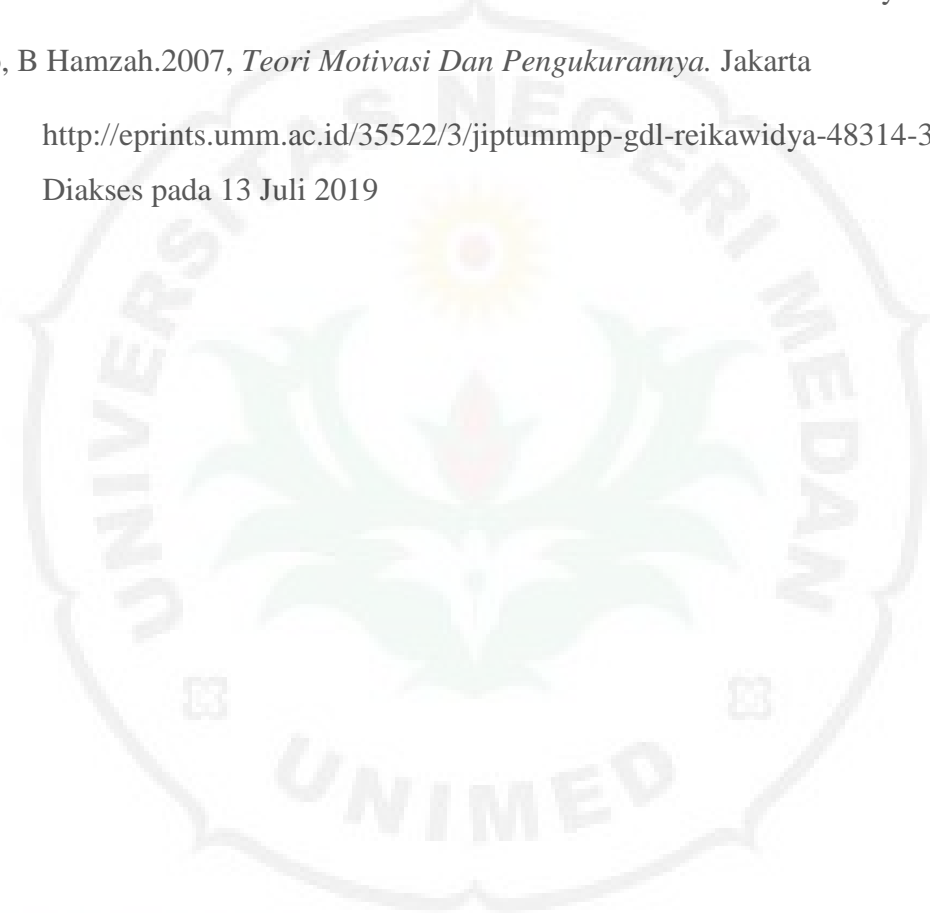 , B Hamzah.2007, Teori Motivasi Dan Pengukurannya. Jakarta
http://eprints.umm.ac.id/35522/3/jiptummpp-gdl-reikawidya-48314-3
Diakses pada 13 Juli 2019
UNIVERSITAS NEGERI MEDAN
UNIMED